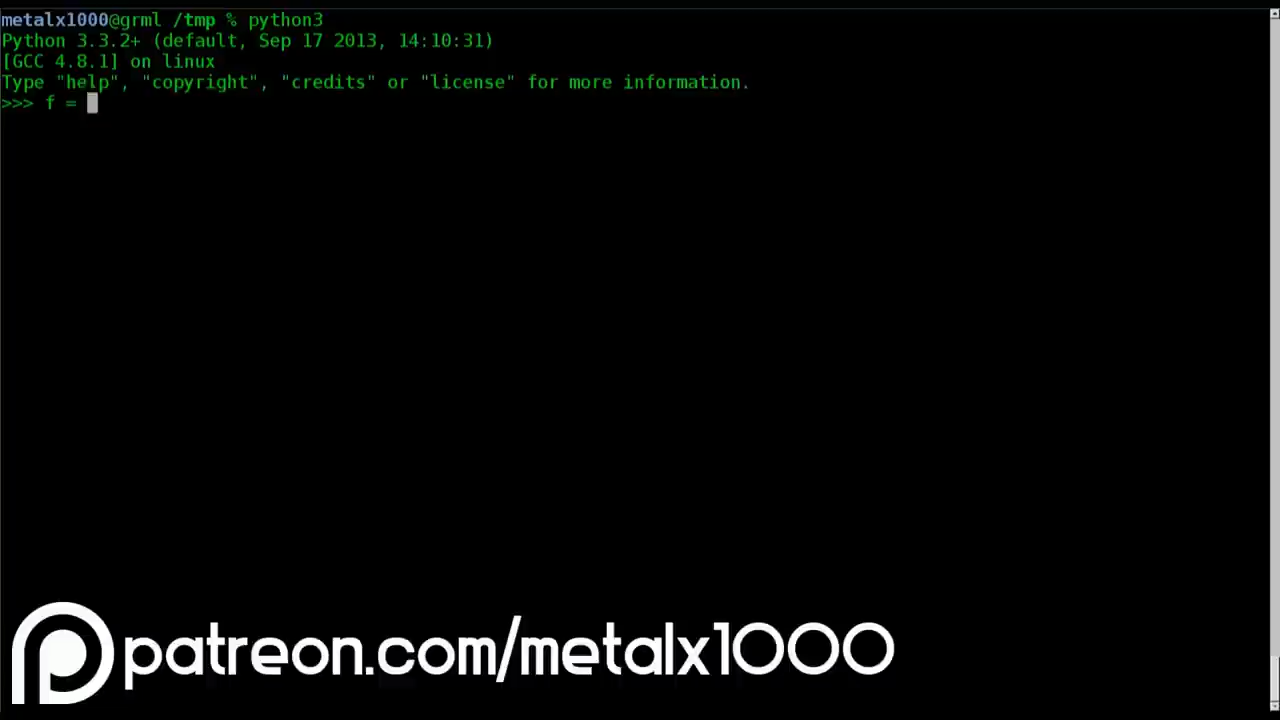 metalx1000@grml /tmp % python3
Python 3.3.2+ (default, Sep 17 2013, 14:10:31)
[GCC 4.8.1] on linux
Type "help", "copyright", "credits" or "license" for more information.
>>> f =
patreon.com/metalx1000